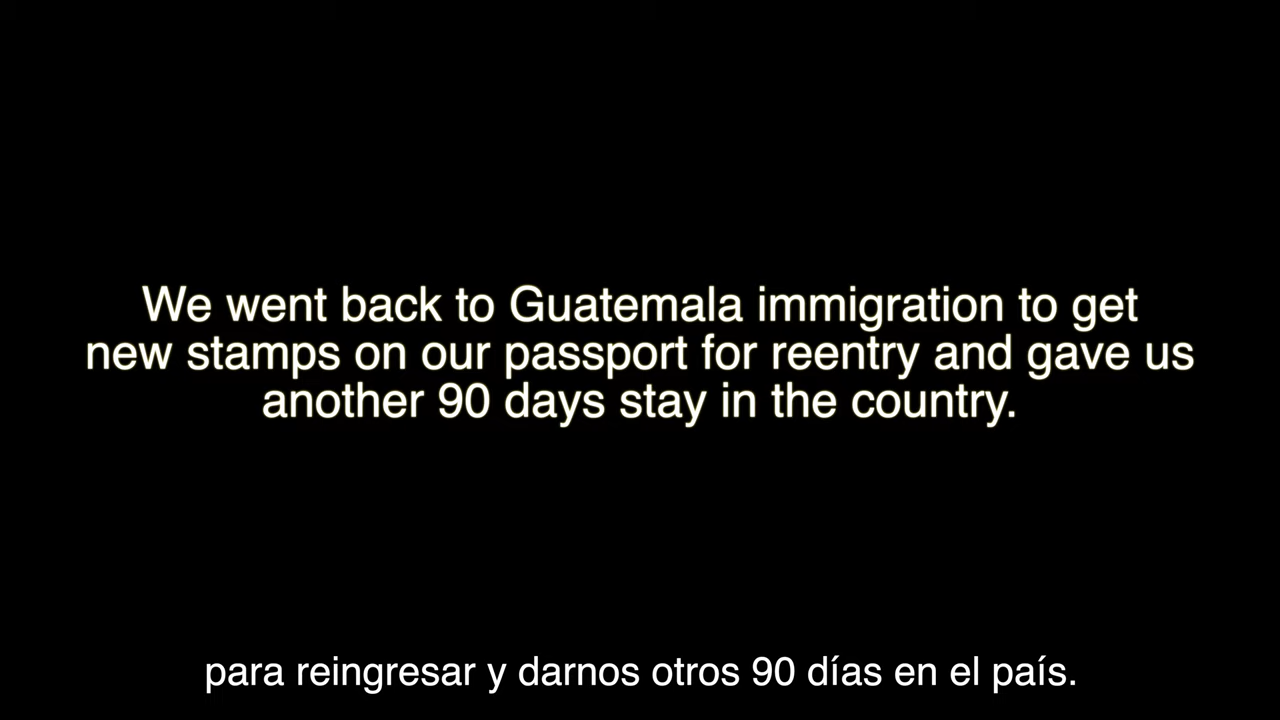 We went back to Guatemala immigration to get
new stamps on our passport for reentry and gave us
another 90 days stay in the country.
para reingresar y darnos otros 90 días en el país.